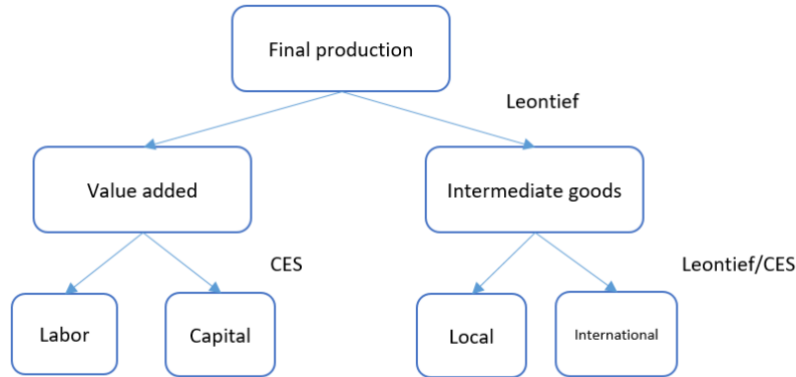 Final production
Leontief
Value added
Intermediate goods
CES
Leontief/CES
Labor
Capital
Local
International